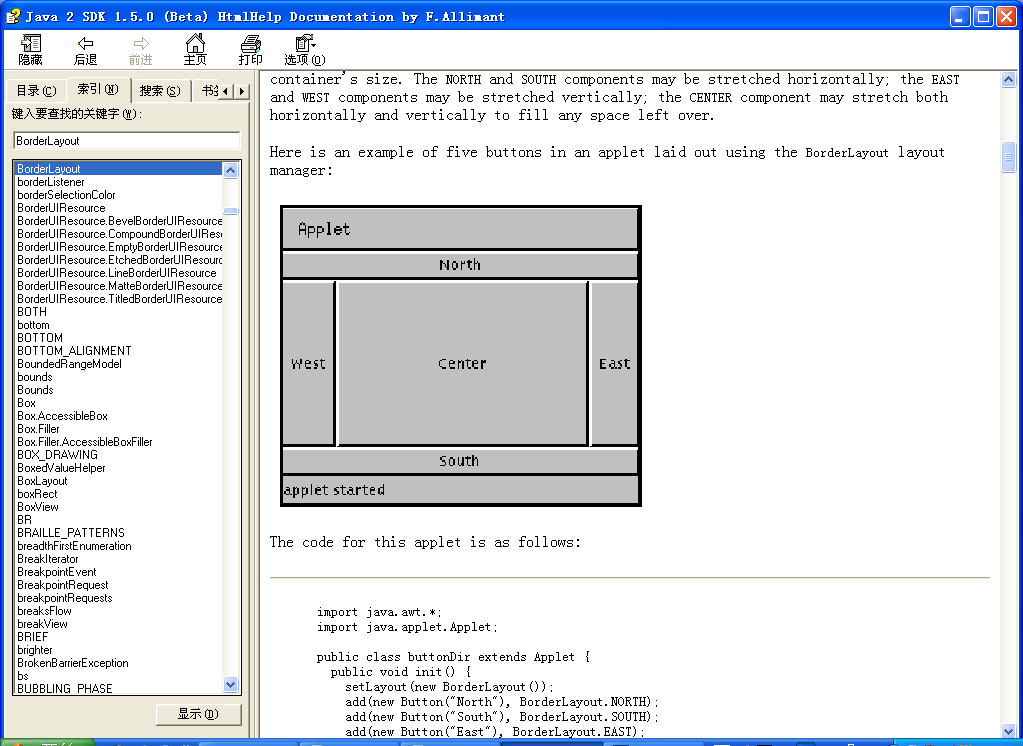 Java 2 SDK 1.5.0 (Beta) HtmlHelp Documentation by F.Allimant
隐藏 后退 前进 主页 打印 选项(O)
目录(C) 索引(N) 搜索(S)
键入要查找的关键字(W):
BorderLayout
BorderLayout
borderListener
borderSelectionColor
BorderUIResource
BorderUIResource.BevelBorderUIResource
BorderUIResource.CompoundBorderUIRes
BorderUIResource.EmptyBorderUIResource
BorderUIResource.EtchedBorderUIResourc
BorderUIResource.LineBorderUIResource
BorderUIResource.MatteBorderUIResource
BorderUIResource.TitledBorderUIResource
BOTH
bottom
BOTTOM
BOTTOM_ALIGNMENT
BoundedRangeModel
bounds
Bounds
Box
Box.AccessibleBox
Box.Filler
Box.Filler.AccessibleBoxFiller
BOX_DRAWING
BoxedValueHelper
BoxLayout
boxRect
BoxView
BR
BRAILLE_PATTERNS
breadthFirstEnumeration
BreakIterator
BreakpointEvent
BreakpointRequest
breakpointRequests
breaksFlow
breakView
BRIEF
brighter
BrokenBarrierException
bs
BUBBLING_PHASE
显示(D)
container's size. The NORTH and SOUTH components may be stretched horizontally; the EAST
and WEST components may be stretched vertically; the CENTER component may stretch both
horizontally and vertically to fill any space left over.
Here is an example of five buttons in an applet laid out using the BorderLayout layout
manager:
Applet
North
West Center East
South
applet started
The code for this applet is as follows:
import java.awt.*;
import java.applet.Applet;
public class buttonDir extends Applet {
public void init() {
setLayout(new BorderLayout());
add(new Button("North"), BorderLayout.NORTH);
add(new Button("South"), BorderLayout.SOUTH);
add(new Button("East"), BorderLayout.EAST);